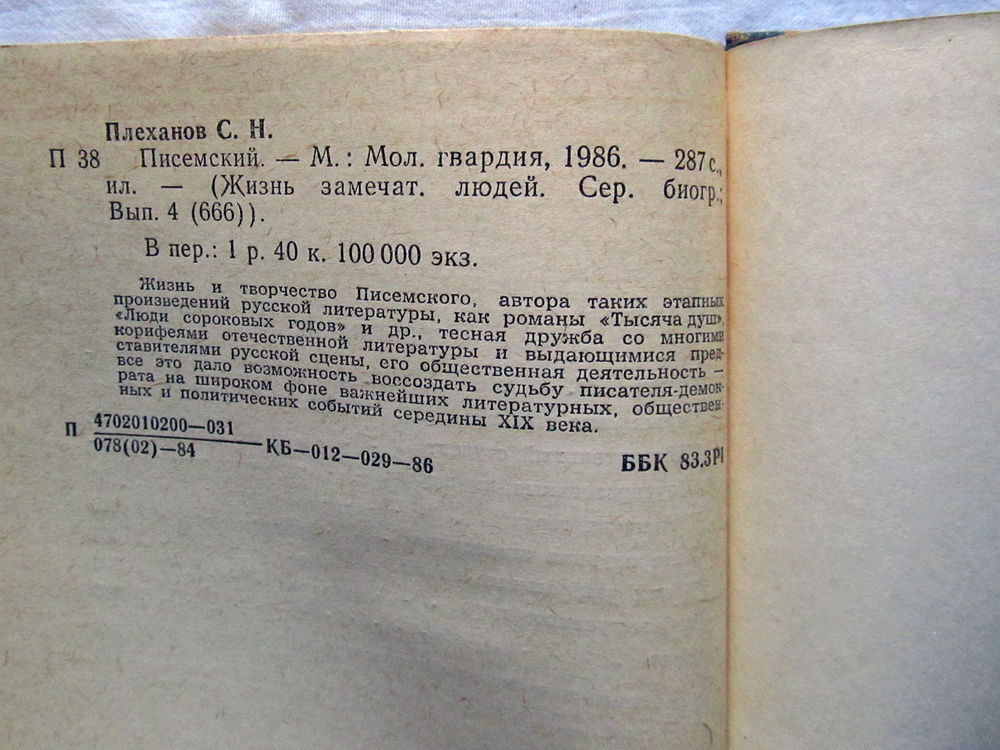 Плеханов С. Н.
П 38 Писемский. — М.: Мол. гвардия, 1986. — 287 с.,
ил. — (Жизнь замечат. людей. Сер. биогр.;
Вып. 4 (666)).
В пер.: 1 р. 40 к. 100 000 экз.
Жизнь и творчество Писемского, автора таких этапных
произведений русской литературы, как романы «Тысяча душ»,
«Люди сороковых годов» и др., тесная дружба со многими
корифеями отечественной литературы и выдающимися пред-
ставителями русской сцены, его общественная деятельность —
все это дало возможность воссоздать судьбу писателя-демок-
рата на широком фоне важнейших литературных, обществен-
ных и политических событий середины XIX века.
П 4702010200—031
078(02)—84 —КБ—012—029—86
ББК 83.3Р1